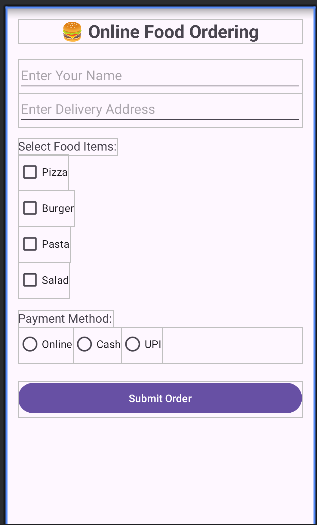 🍔 Online Food Ordering
Enter Your Name
Enter Delivery Address
Select Food Items:
Pizza
Burger
Pasta
Salad
Payment Method:
Online Cash UPI
Submit Order